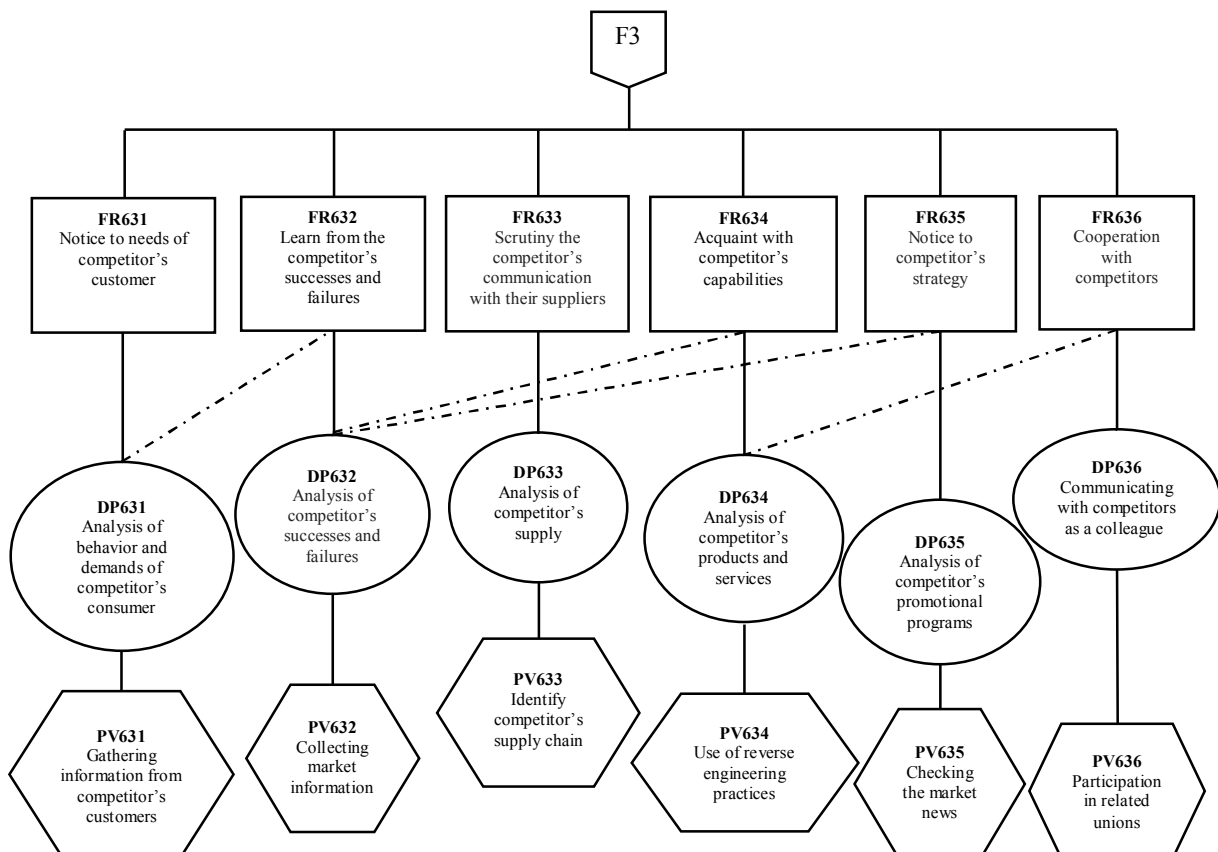 F3
FR631
Notice to needs of
competitor's
customer
FR632
Learn from the
competitor's
successes and
failures
FR633
Scrutiny the
competitor's
communication
with their suppliers
FR634
Acquaint with
competitor's
capabilities
FR635
Notice to
competitor's
strategy
FR636
Cooperation
with
competitors
DP631
Analysis of
behavior and
demands of
competitor's
consumer
DP632
Analysis of
competitor's
successes and
failures
DP633
Analysis of
competitor's
supply
DP634
Analysis of
competitor's
products and
services
DP635
Analysis of
competitor's
promotional
programs
DP636
Communicating
with competitors
as a colleague
PV631
Gathering
information from
competitor's
customers
PV632
Collecting
market
information
PV633
Identify
competitor's
supply chain
PV634
Use of reverse
engineering
practices
PV635
Checking
the market
news
PV636
Participation
in related
unions